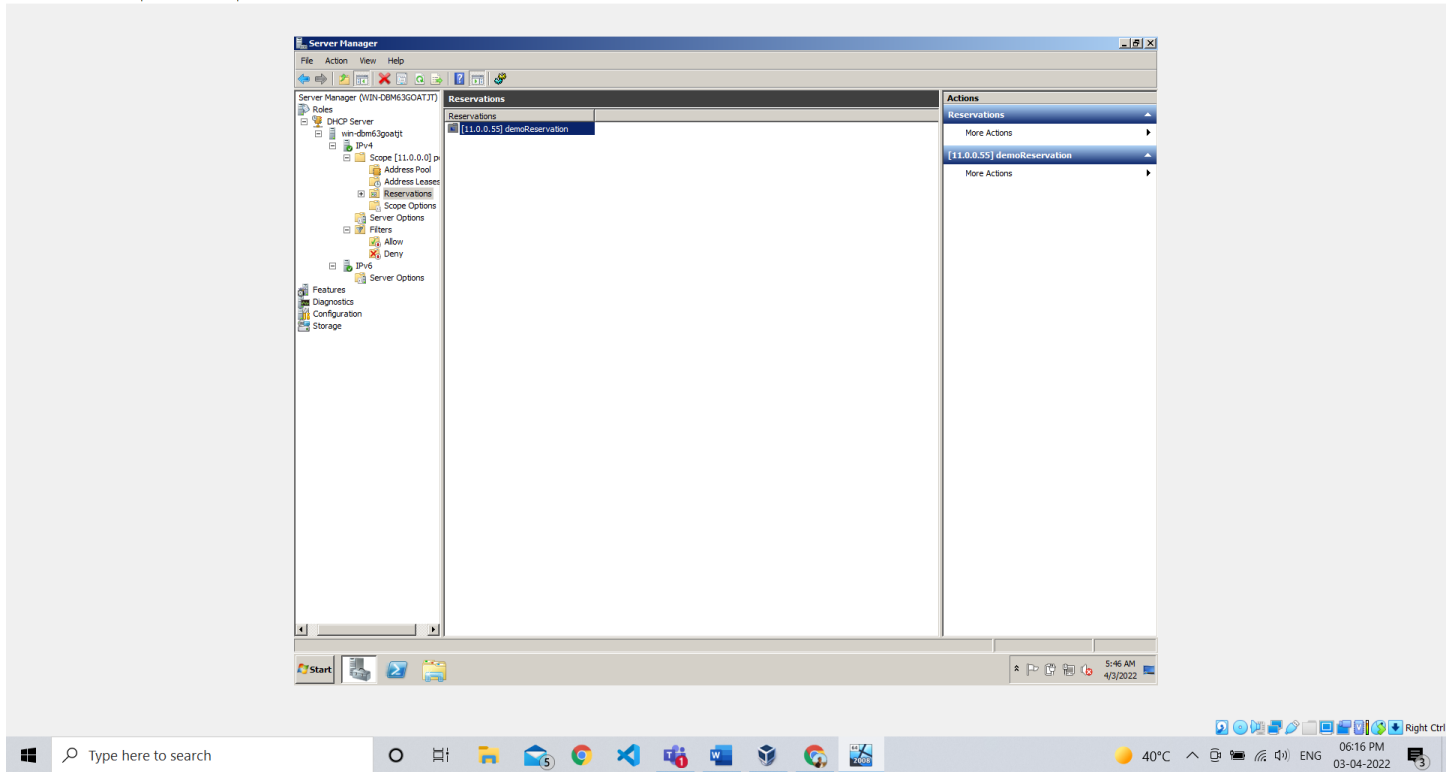 Server Manager
File Action View Help
Server Manager (WIN-DBM63GOATJT)
Roles
DHCP Server
win-dbm63goatjt
IPv4
Scope [11.0.0.0] p
Address Pool
Address Leases
Reservations
Scope Options
Server Options
Filters
Allow
Deny
IPv6
Server Options
Features
Diagnostics
Configuration
Storage
Reservations
Reservations
[11.0.0.55] demoReservation
Actions
Reservations
More Actions
[11.0.0.55] demoReservation
More Actions
Start
5:46 AM
4/3/2022
Right Ctrl
Type here to search
5
1
2008
40°C
ENG
06:16 PM
03-04-2022
3